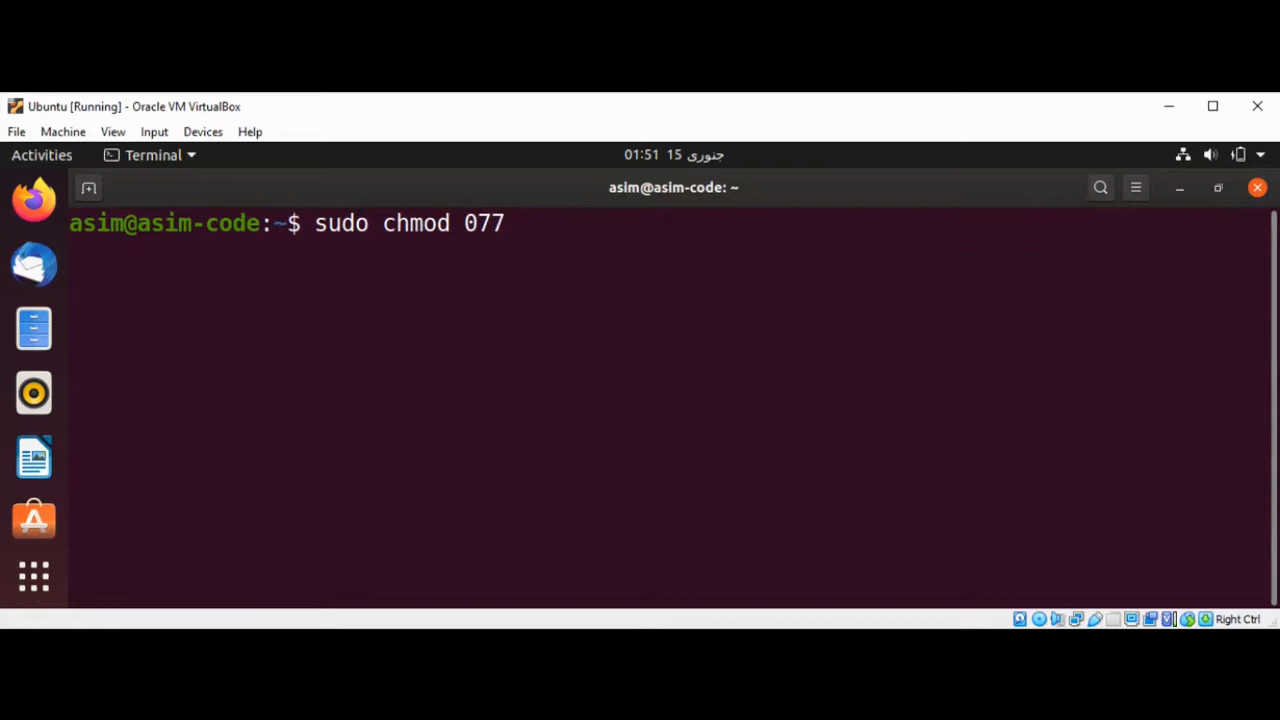 Ubuntu [Running] - Oracle VM VirtualBox
File Machine View Input Devices Help
Activities Terminal 01:51 15 جنوری
asim@asim-code: ~
asim@asim-code:~$ sudo chmod 077
Right Ctrl